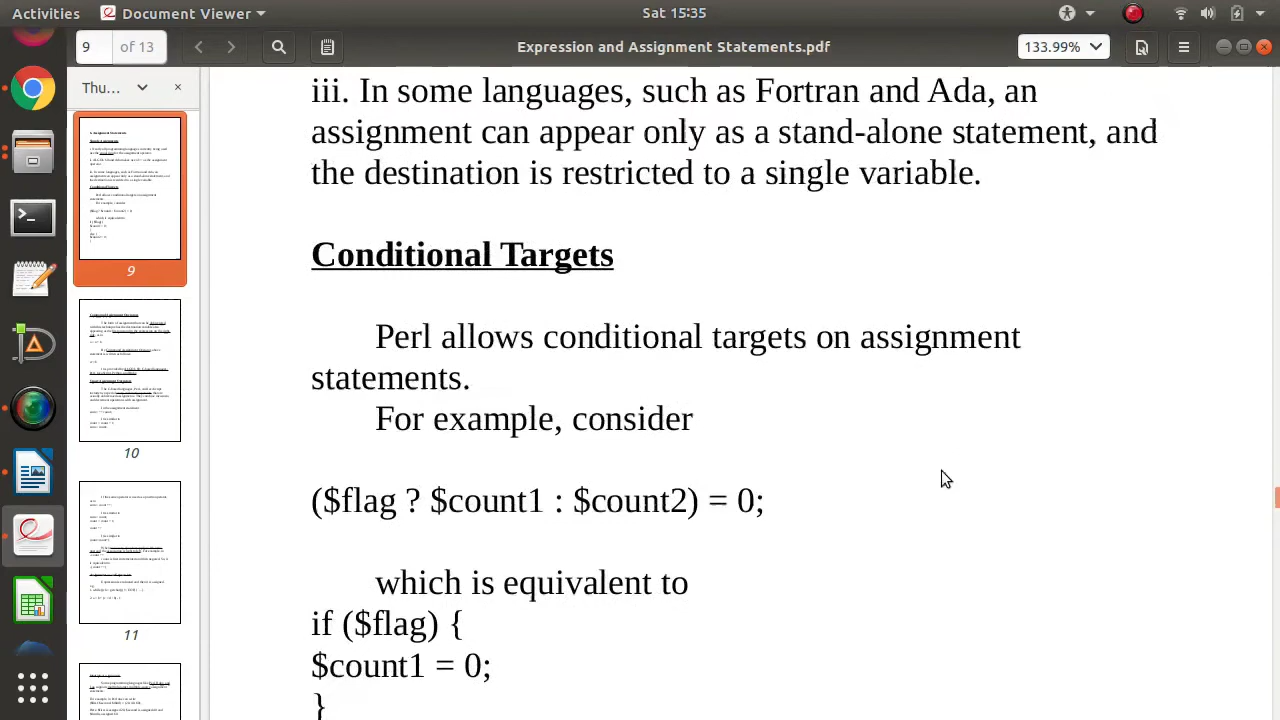 Activities
Document Viewer
Sat 15:35
9 of 13
Expression and Assignment Statements.pdf
133.99%
Thu...
iii. In some languages, such as Fortran and Ada, an
assignment can appear only as a stand-alone statement, and
the destination is restricted to a single variable.
Conditional Targets
Perl allows conditional targets on assignment
statements.
For example, consider
($flag ? $count1 : $count2) = 0;
which is equivalent to
if ($flag) {
$count1 = 0;
}
9
10
11